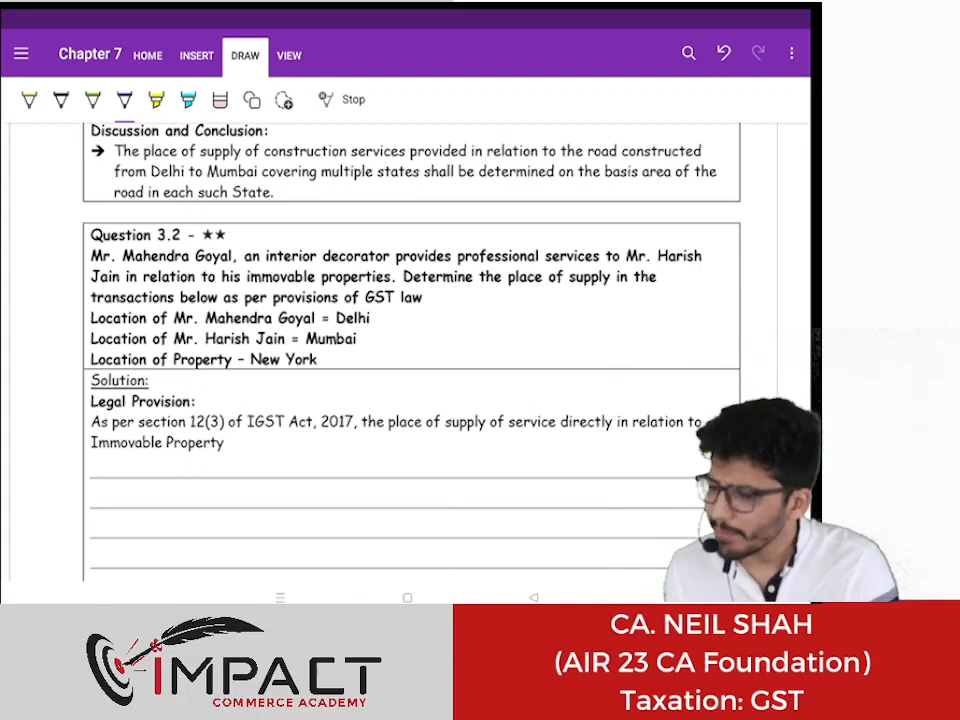 Chapter 7 HOME INSERT DRAW VIEW
Stop
Discussion and Conclusion:
➔ The place of supply of construction services provided in relation to the road constructed
from Delhi to Mumbai covering multiple states shall be determined on the basis area of the
road in each such State.
Question 3.2 - ★★
Mr. Mahendra Goyal, an interior decorator provides professional services to Mr. Harish
Jain in relation to his immovable properties. Determine the place of supply in the
transactions below as per provisions of GST law
Location of Mr. Mahendra Goyal = Delhi
Location of Mr. Harish Jain = Mumbai
Location of Property - New York
Solution:
Legal Provision:
As per section 12(3) of IGST Act, 2017, the place of supply of service directly in relation to
Immovable Property
IMPACT
COMMERCE ACADEMY
CA. NEIL SHAH
(AIR 23 CA Foundation)
Taxation: GST